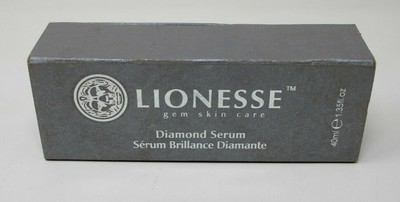 LIONESSE™
gem skin care
Diamond Serum
Sérum Brillance Diamante
40ml ℮ 1.35fl.oz